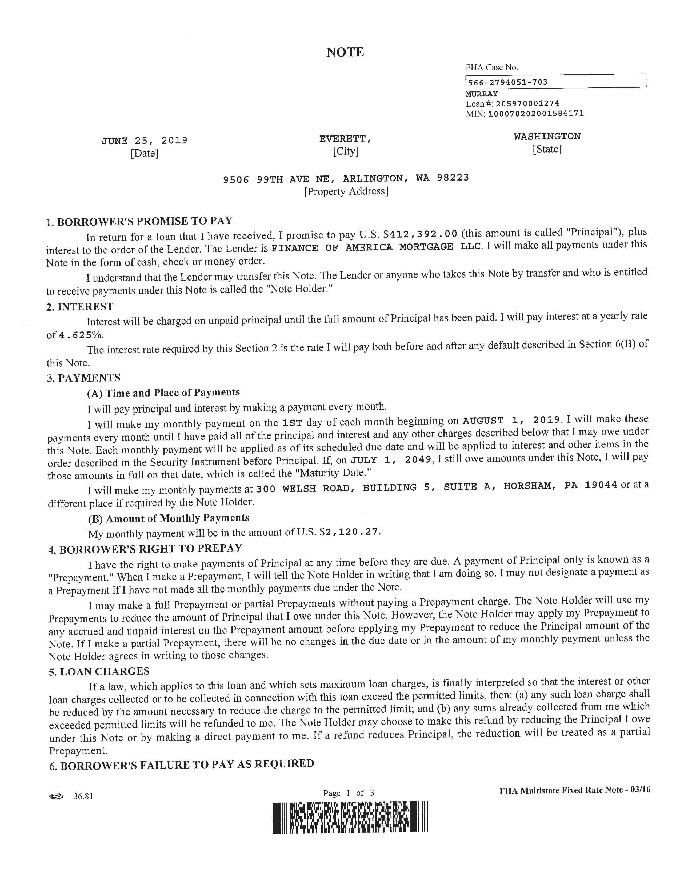 NOTE
FHA Case No.
566-2794051-703
MURRAY
Loan #: 205970001274
MIN: 100070202001584171
JUNE 25, 2019
EVERETT,
WASHINGTON
[Date]
[City]
[State]
9506 99TH AVE NE, ARLINGTON, WA 98223
[Property Address]
1. BORROWER'S PROMISE TO PAY
In return for a loan that I have received, I promise to pay U.S. $412,392.00 (this amount is called "Principal"), plus
interest to the order of the Lender. The Lender is FINANCE OF AMERICA MORTGAGE LLC. I will make all payments under this
Note in the form of cash, check or money order.
I understand that the Lender may transfer this Note. The Lender or anyone who takes this Note by transfer and who is entitled
to receive payments under this Note is called the "Note Holder."
2. INTEREST
Interest will be charged on unpaid principal until the full amount of Principal has been paid. I will pay interest at a yearly rate
of 4.625%.
The interest rate required by this Section 2 is the rate I will pay both before and after any default described in Section 6(B) of
this Note.
3. PAYMENTS
(A) Time and Place of Payments
I will pay principal and interest by making a payment every month.
I will make my monthly payment on the 1ST day of each month beginning on AUGUST 1, 2019. I will make these
payments every month until I have paid all of the principal and interest and any other charges described below that I may owe under
this Note. Each monthly payment will be applied as of its scheduled due date and will be applied to interest and other items in the
order described in the Security Instrument before Principal. If, on JULY 1, 2049, I still owe amounts under this Note, I will pay
those amounts in full on that date, which is called the "Maturity Date."
I will make my monthly payments at 300 WELSH ROAD, BUILDING 5, SUITE A, HORSHAM, PA 19044 or at a
different place if required by the Note Holder.
(B) Amount of Monthly Payments
My monthly payment will be in the amount of U.S. $2,120.27.
4. BORROWER'S RIGHT TO PREPAY
I have the right to make payments of Principal at any time before they are due. A payment of Principal only is known as a
"Prepayment." When I make a Prepayment, I will tell the Note Holder in writing that I am doing so. I may not designate a payment as
a Prepayment if I have not made all the monthly payments due under the Note.
I may make a full Prepayment or partial Prepayments without paying a Prepayment charge. The Note Holder will use my
Prepayments to reduce the amount of Principal that I owe under this Note. However, the Note Holder may apply my Prepayment to
any accrued and unpaid interest on the Prepayment amount before applying my Prepayment to reduce the Principal amount of the
Note. If I make a partial Prepayment, there will be no changes in the due date or in the amount of my monthly payment unless the
Note Holder agrees in writing to those changes.
5. LOAN CHARGES
If a law, which applies to this loan and which sets maximum loan charges, is finally interpreted so that the interest or other
loan charges collected or to be collected in connection with this loan exceed the permitted limits, then: (a) any such loan charge shall
be reduced by the amount necessary to reduce the charge to the permitted limit; and (b) any sums already collected from me which
exceeded permitted limits will be refunded to me. The Note Holder may choose to make this refund by reducing the Principal I owe
under this Note or by making a direct payment to me. If a refund reduces Principal, the reduction will be treated as a partial
Prepayment.
6. BORROWER'S FAILURE TO PAY AS REQUIRED
36.81
Page 1 of 3
FHA Multistate Fixed Rate Note - 03/16